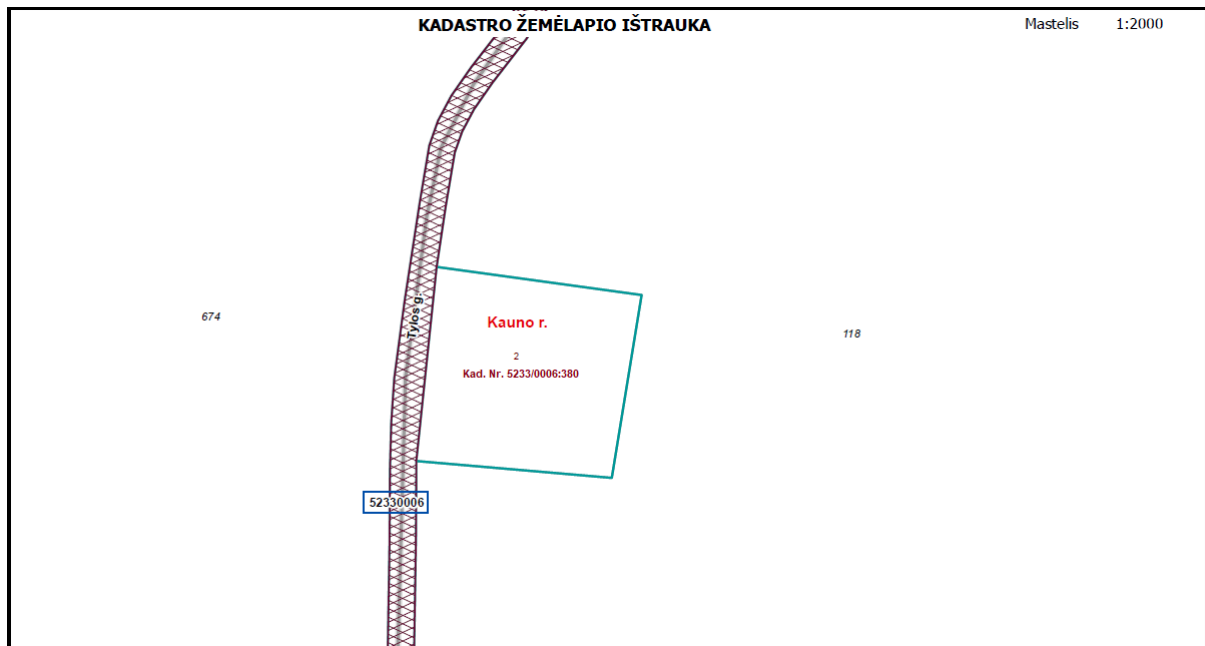 KADASTRO ŽEMĖLAPIO IŠTRAUKA
Mastelis 1:2000
Tylos g.
674
Kauno r.
118
2
Kad. Nr. 5233/0006:380
52330006